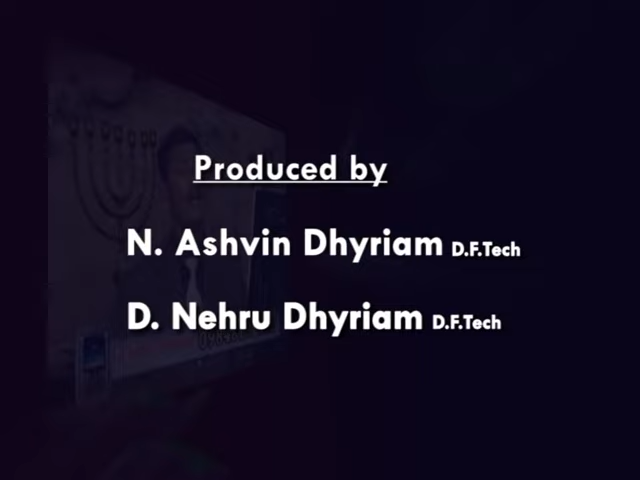 Produced by
N. Ashvin Dhyriam D.F.Tech
D. Nehru Dhyriam D.F.Tech